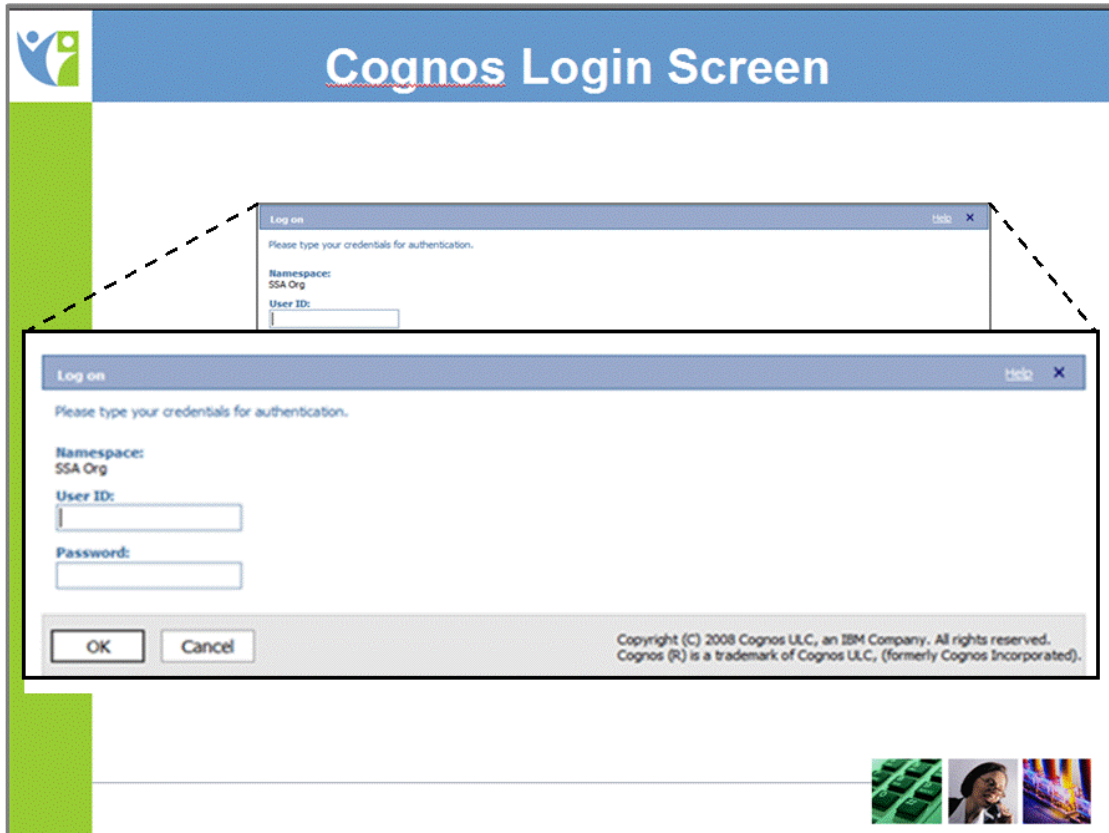 Cognos Login Screen
Log on Help X
Please type your credentials for authentication.
Namespace:
SSA Org
User ID:
Log on Help X
Please type your credentials for authentication.
Namespace:
SSA Org
User ID:
Password:
OK Cancel
Copyright (C) 2008 Cognos ULC, an IBM Company. All rights reserved.
Cognos (R) is a trademark of Cognos ULC, (formerly Cognos Incorporated).